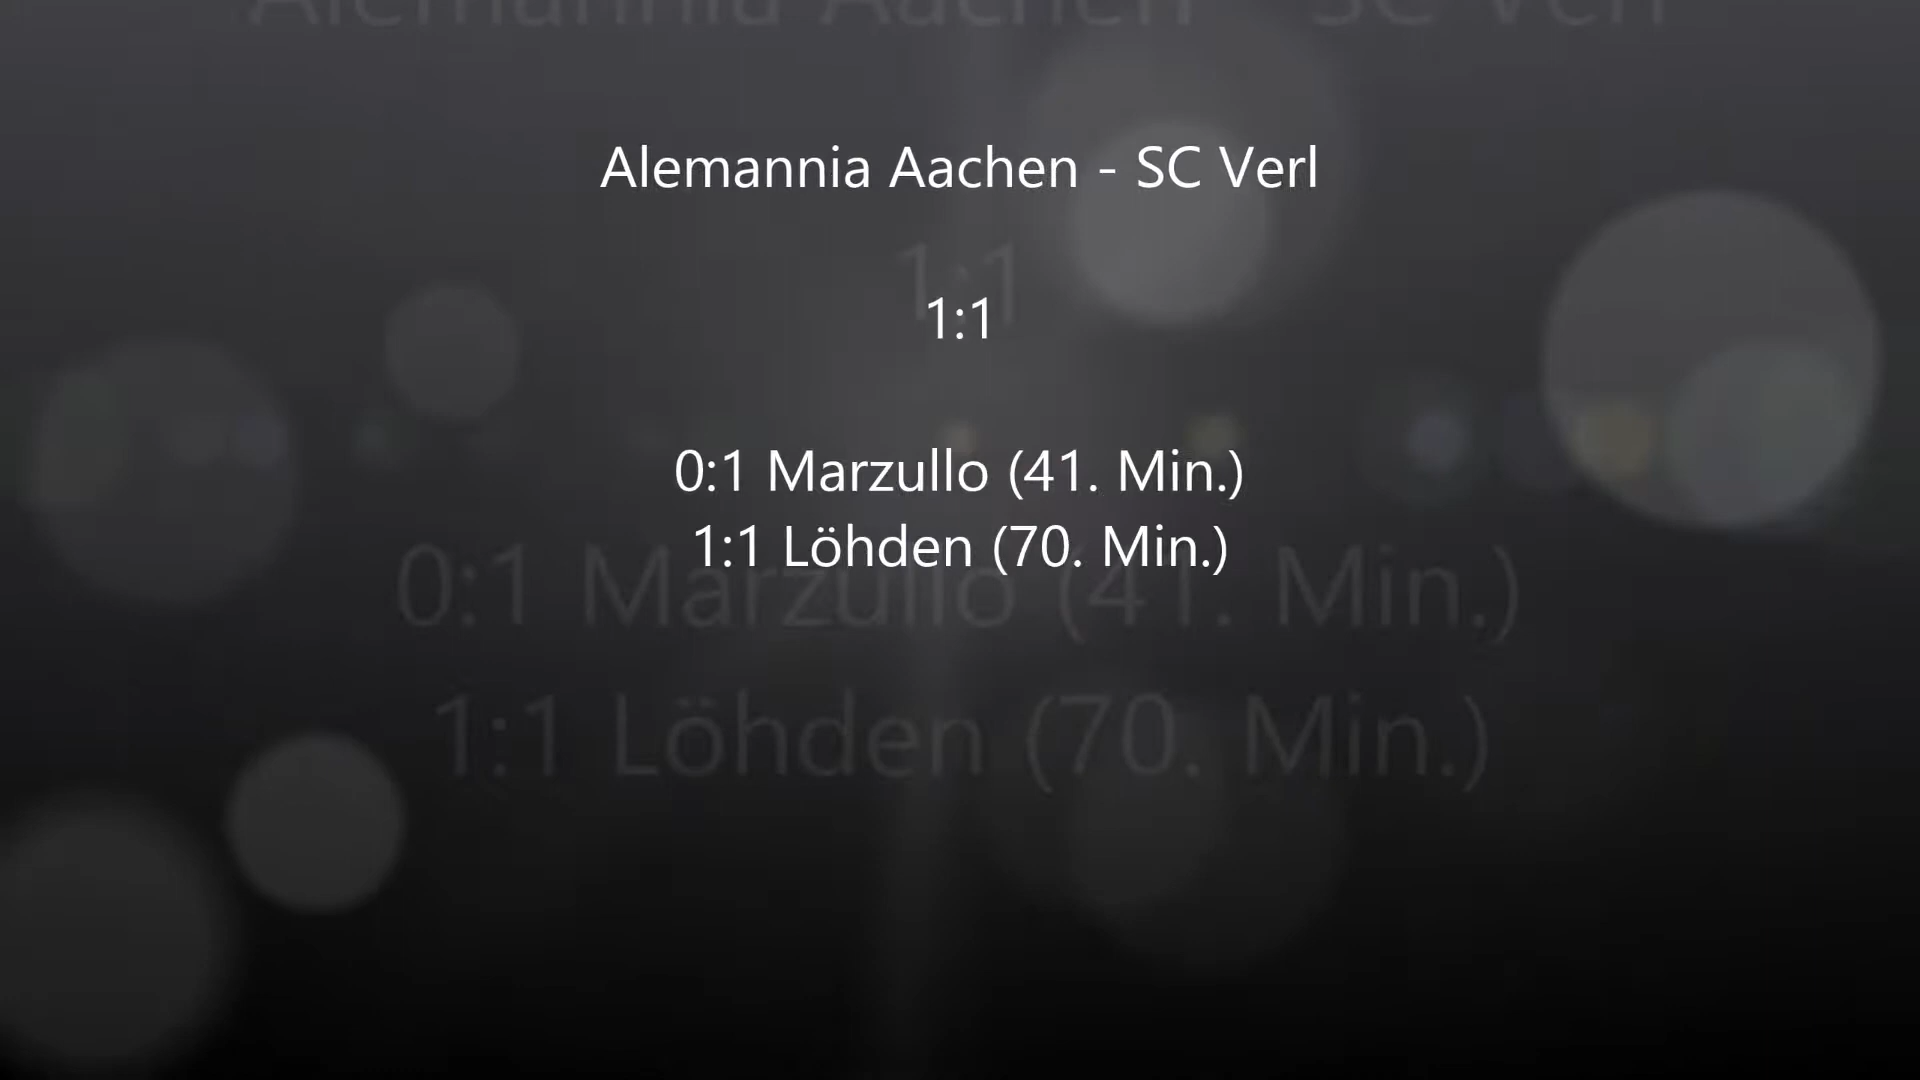 Alemannia Aachen - SC Verl
1:1
0:1 Marzullo (41. Min.)
1:1 Löhden (70. Min.)